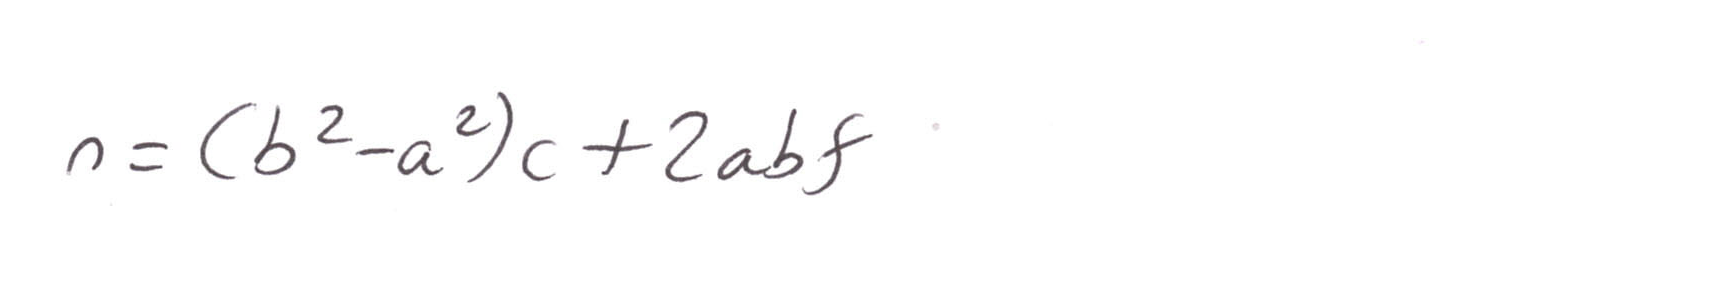 n = (b²-a²)c + 2abf